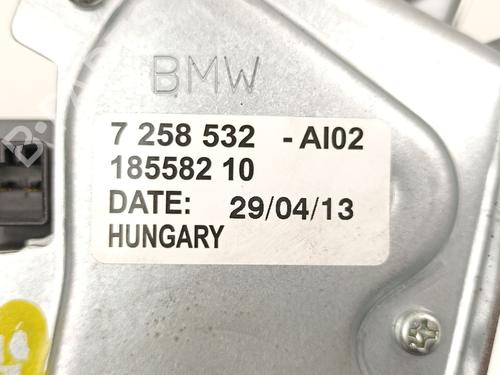 BMW
7 258 532 - AI02
185582 10
DATE: 29/04/13
HUNGARY